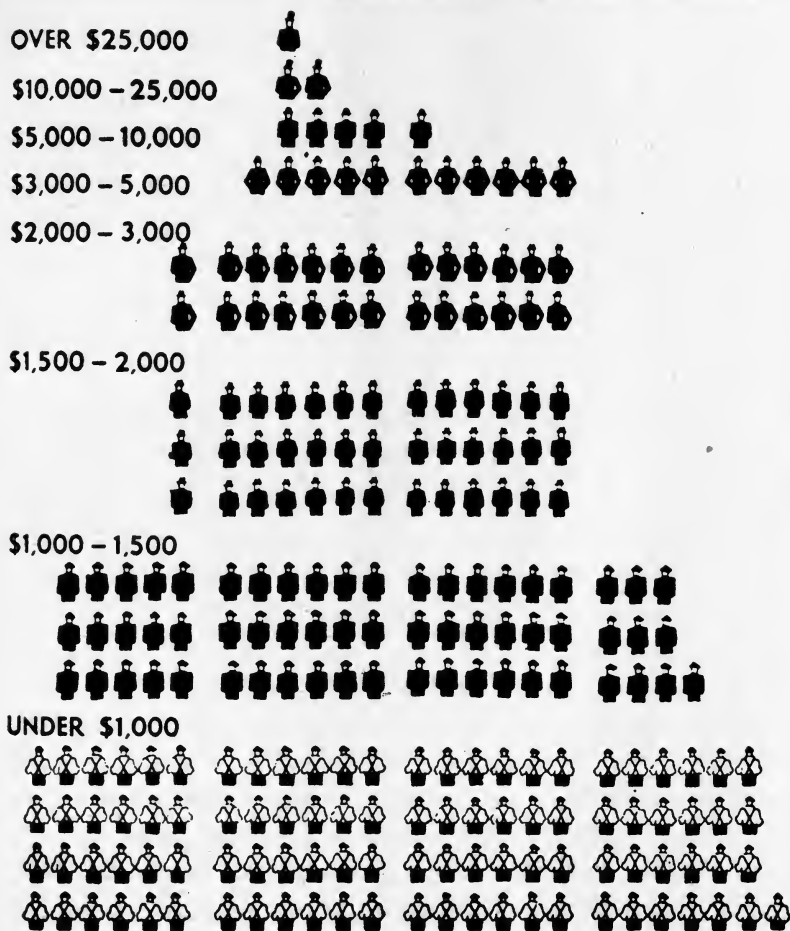 OVER $25,000
$10,000 – 25,000
$5,000 – 10,000
$3,000 – 5,000
$2,000 – 3,000
$1,500 – 2,000
$1,000 – 1,500
UNDER $1,000